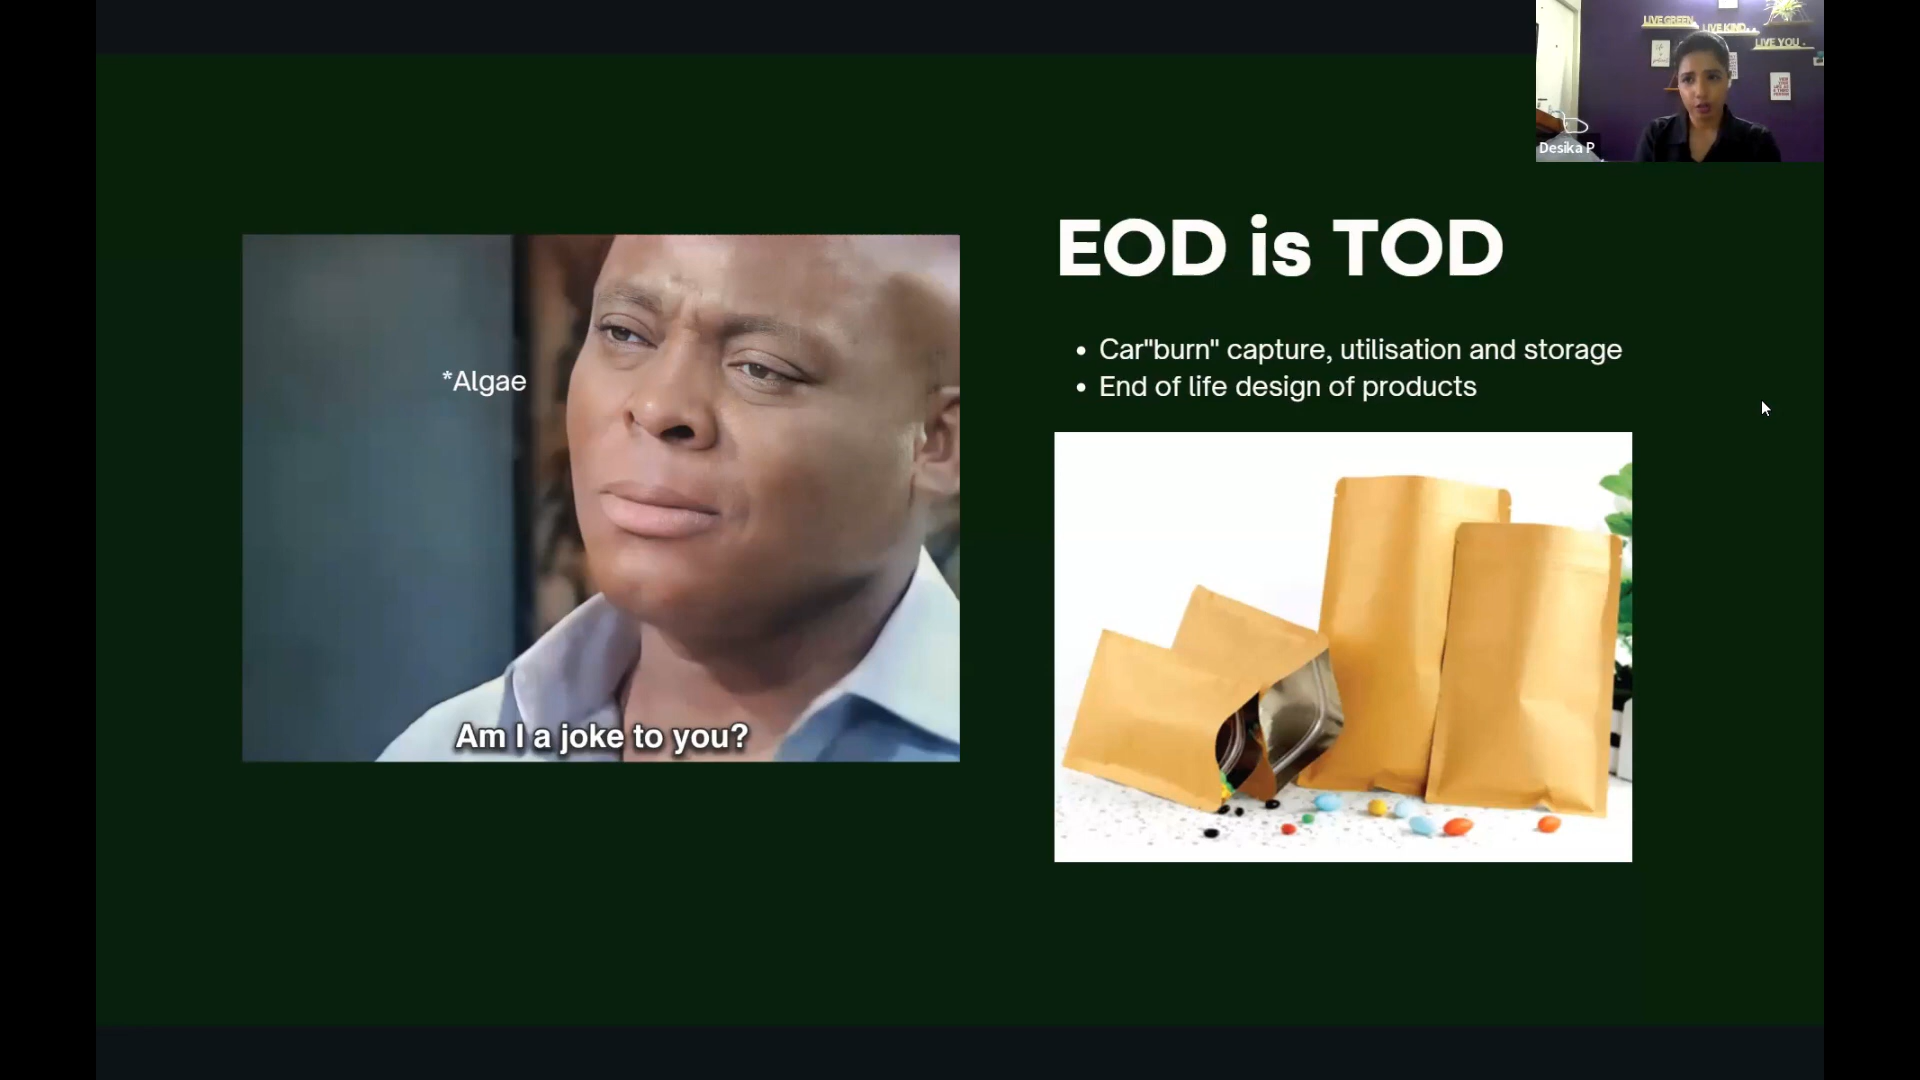 LIVE GREEN
LIVE KIND
LIVE YOU
Desika P
EOD is TOD
Car"burn" capture, utilisation and storage
End of life design of products
*Algae
Am I a joke to you?